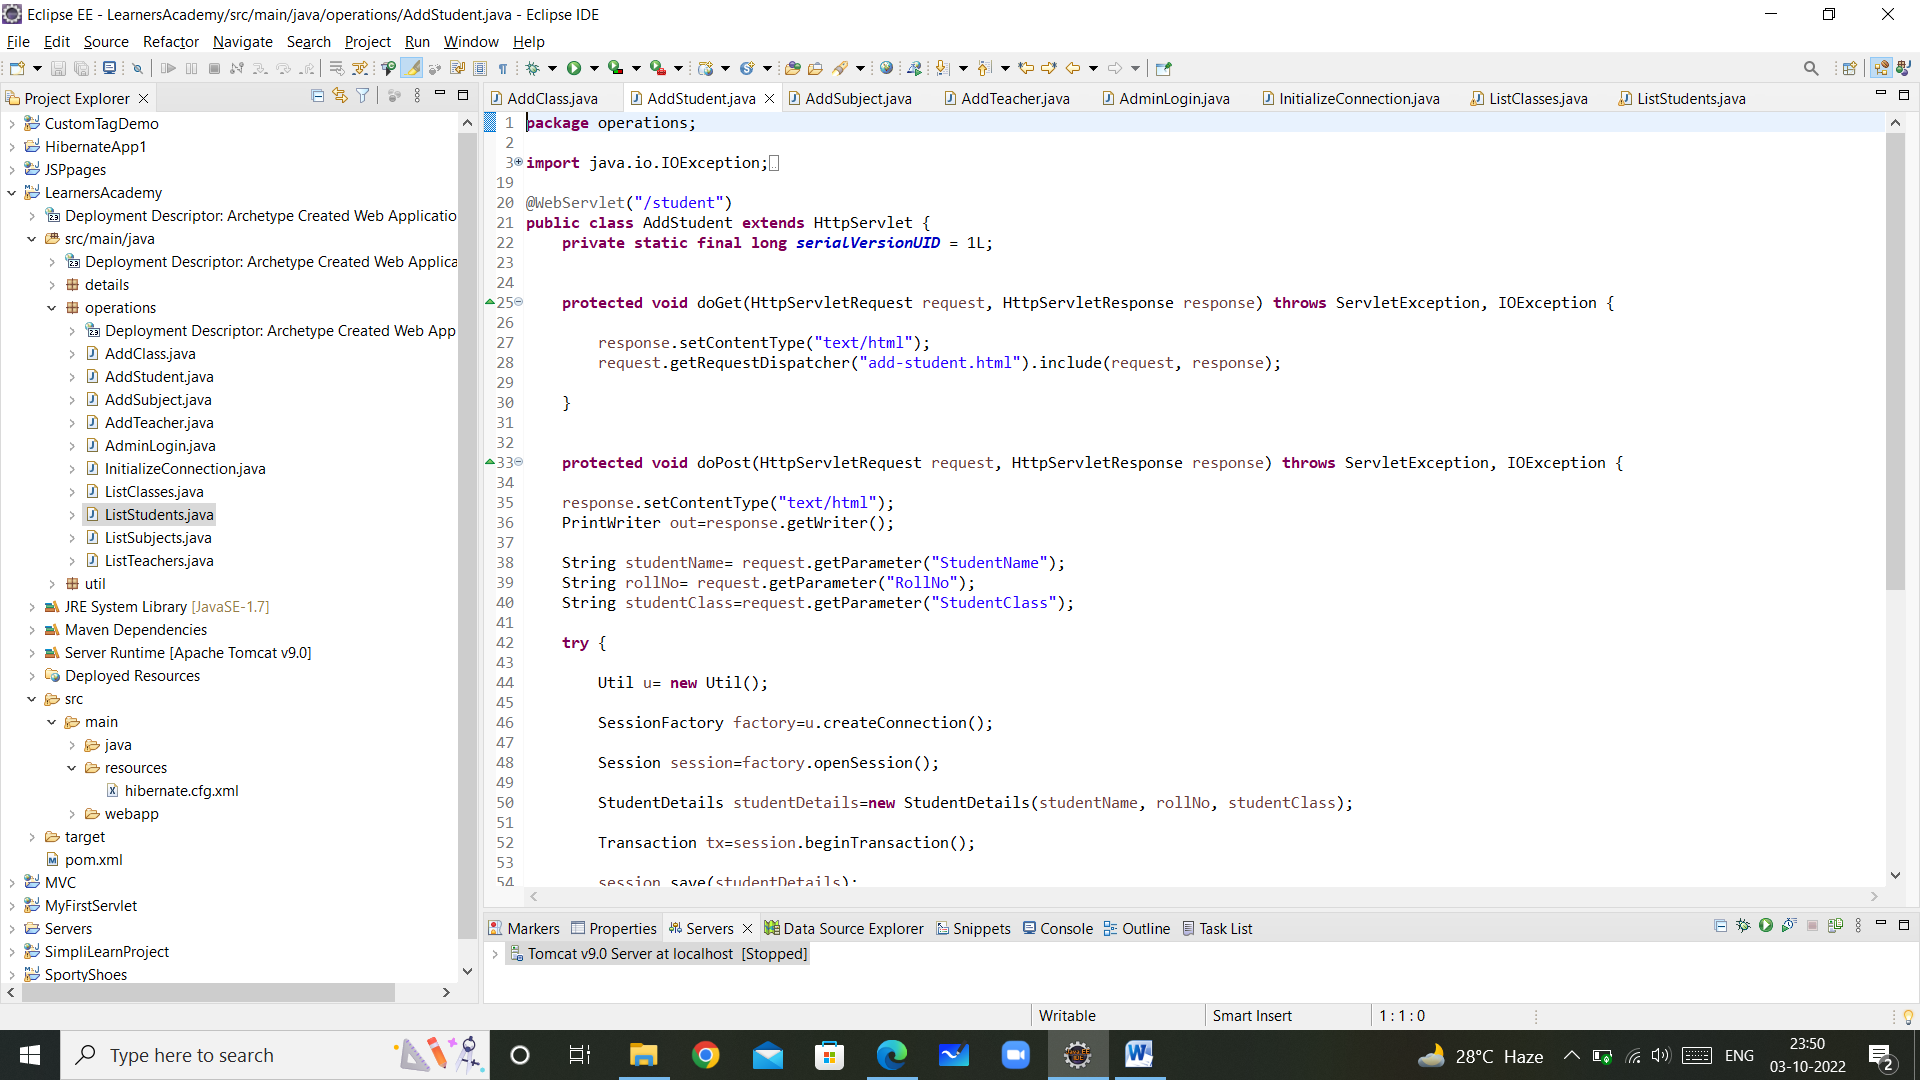 Eclipse EE - LearnersAcademy/src/main/java/operations/AddStudent.java - Eclipse IDE
File Edit Source Refactor Navigate Search Project Run Window Help
Project Explorer
CustomTagDemo
HibernateApp1
JSPpages
LearnersAcademy
Deployment Descriptor: Archetype Created Web Applicatio
src/main/java
Deployment Descriptor: Archetype Created Web Applica
details
operations
Deployment Descriptor: Archetype Created Web App
AddClass.java
AddStudent.java
AddSubject.java
AddTeacher.java
AdminLogin.java
InitializeConnection.java
ListClasses.java
ListStudents.java
ListSubjects.java
ListTeachers.java
util
JRE System Library [JavaSE-1.7]
Maven Dependencies
Server Runtime [Apache Tomcat v9.0]
Deployed Resources
src
main
java
resources
hibernate.cfg.xml
webapp
target
pom.xml
MVC
MyFirstServlet
Servers
SimpliLearnProject
SportyShoes
AddClass.java AddStudent.java AddSubject.java AddTeacher.java AdminLogin.java InitializeConnection.java ListClasses.java ListStudents.java
1 package operations;
2
3 import java.io.IOException;
19
20 @WebServlet("/student")
21 public class AddStudent extends HttpServlet {
22 private static final long serialVersionUID = 1L;
23
24
25 protected void doGet(HttpServletRequest request, HttpServletResponse response) throws ServletException, IOException {
26
27 response.setContentType("text/html");
28 request.getRequestDispatcher("add-student.html").include(request, response);
29
30 }
31
32
33 protected void doPost(HttpServletRequest request, HttpServletResponse response) throws ServletException, IOException {
34
35 response.setContentType("text/html");
36 PrintWriter out=response.getWriter();
37
38 String studentName= request.getParameter("StudentName");
39 String rollNo= request.getParameter("RollNo");
40 String studentClass=request.getParameter("StudentClass");
41
42 try {
43
44 Util u= new Util();
45
46 SessionFactory factory=u.createConnection();
47
48 Session session=factory.openSession();
49
50 StudentDetails studentDetails=new StudentDetails(studentName, rollNo, studentClass);
51
52 Transaction tx=session.beginTransaction();
53
54 session.save(studentDetails);
Markers Properties Servers Data Source Explorer Snippets Console Outline Task List
Tomcat v9.0 Server at localhost [Stopped]
Writable Smart Insert 1 : 1 : 0
Type here to search
28°C Haze
ENG
23:50
03-10-2022
2